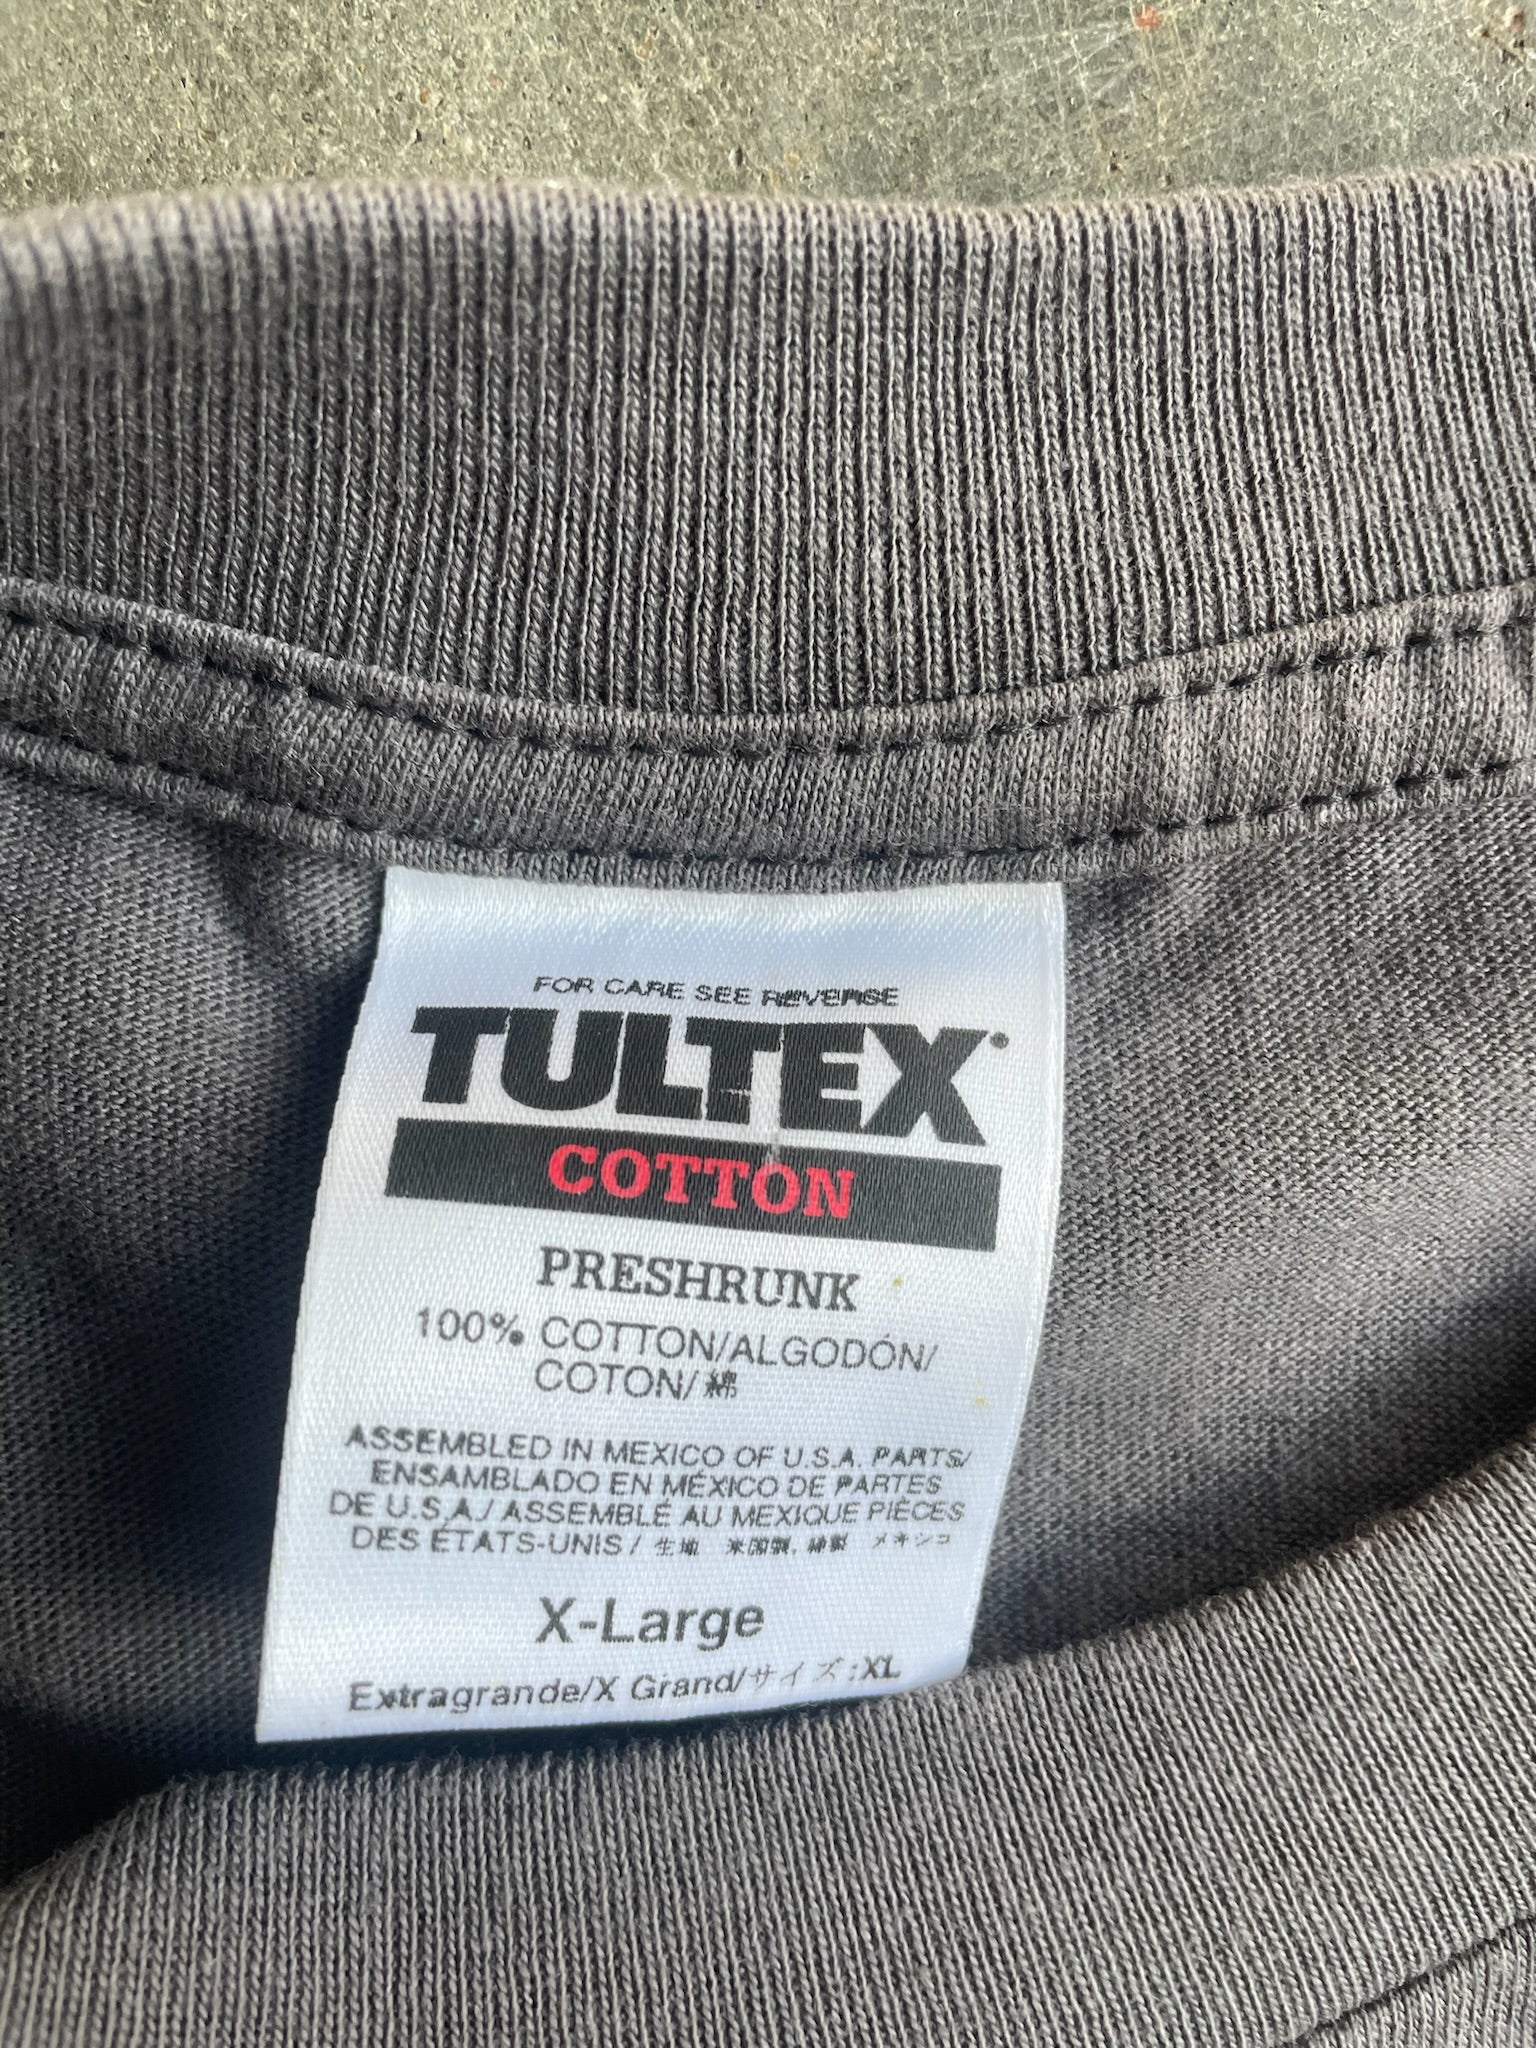 FOR CARE SEE REVERSE
TULTEX
COTTON
PRESHRUNK
100% COTTON/ALGODÓN/
COTON/綿
ASSEMBLED IN MEXICO OF U.S.A. PARTS/
ENSAMBLADO EN MÉXICO DE PARTES
DE U.S.A./ASSEMBLÉ AU MEXIQUE PIÈCES
DES ÉTATS-UNIS/ 生地 米国製, 縫製 メキシコ
X-Large
Extragrande/X Grand/サイズ:XL